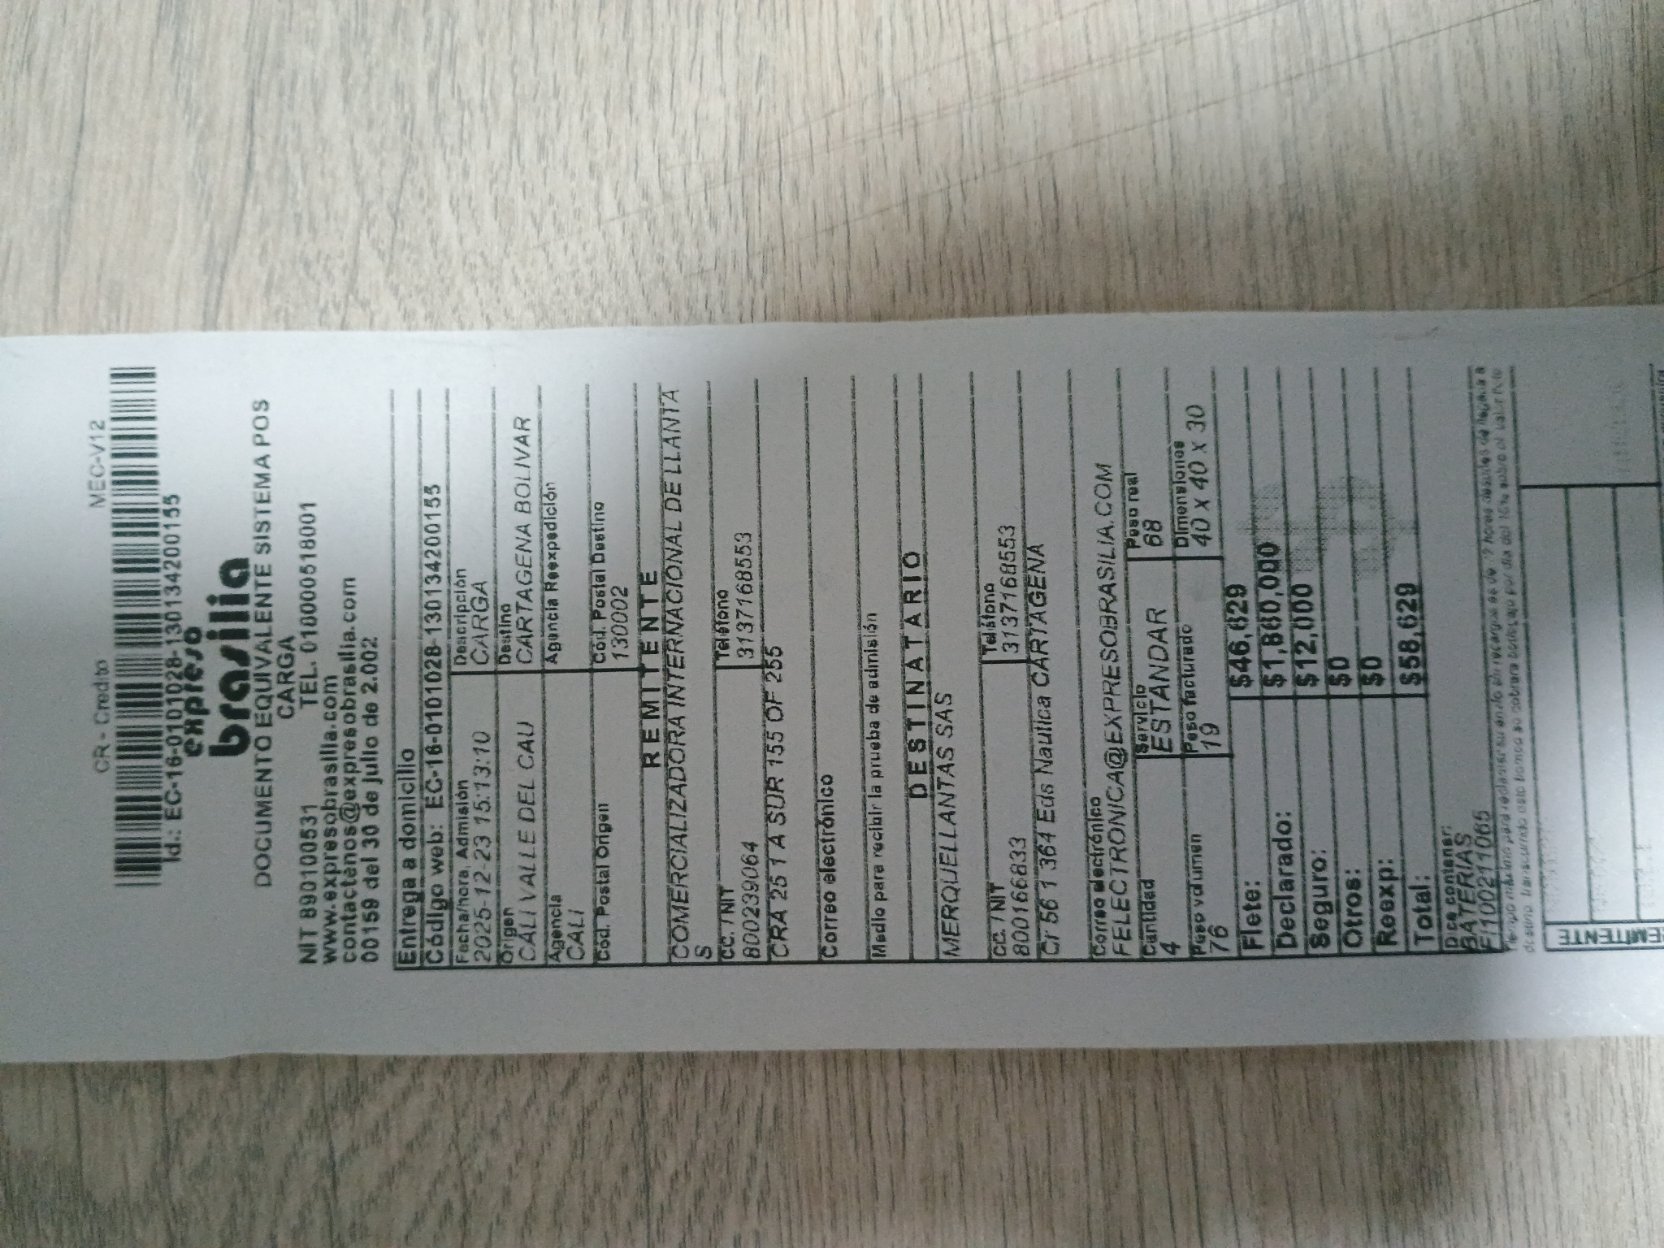 CR - Credito MEC-V12
Id.: EC-16-0101028-1301134200155
expreso
brasilia
DOCUMENTO EQUIVALENTE SISTEMA POS
CARGA
NIT 8901100531 TEL. 018000518001
www.expresobrasilia.com
contactenos@expresobrasilia.com
00159 del 30 de julio de 2.002
Entrega a domicilio
Código web: EC-16-0101028-1301134200155
Fecha/hora. Admisión Descripción
2025-12-23 15:13:10 CARGA
Origen Destino
CALI VALLE DEL CAU CARTAGENA BOLIVAR
Agencia Agencia Reexpedición
CALI
Cód. Postal Origen Cód. Postal Destino
130002
REMITENTE
COMERCIALIZADORA INTERNACIONAL DE LLANTA
S
CC. / NIT Teléfono
800239064 3137168553
CRA 25 1 A SUR 155 OF 255
Correo electrónico
Medio para recibir la prueba de admisión
DESTINATARIO
MERQUELLANTAS SAS
CC. / NIT Teléfono
800166833 3137168553
Cr 56 1 364 Eds Nautica CARTAGENA
Correo electrónico
FELECTRONICA@EXPRESOBRASILIA.COM
Cantidad Servicio Peso real
4 ESTANDAR 68
Peso volumen Peso facturado Dimensiones
76 19 40 x 40 x 30
Flete: $46,629
Declarado: $1,860,000
Seguro: $12,000
Otros: $0
Reexp: $0
Total: $58,629
Dice contener:
BATERIAS
FI100211065
REMITENTE